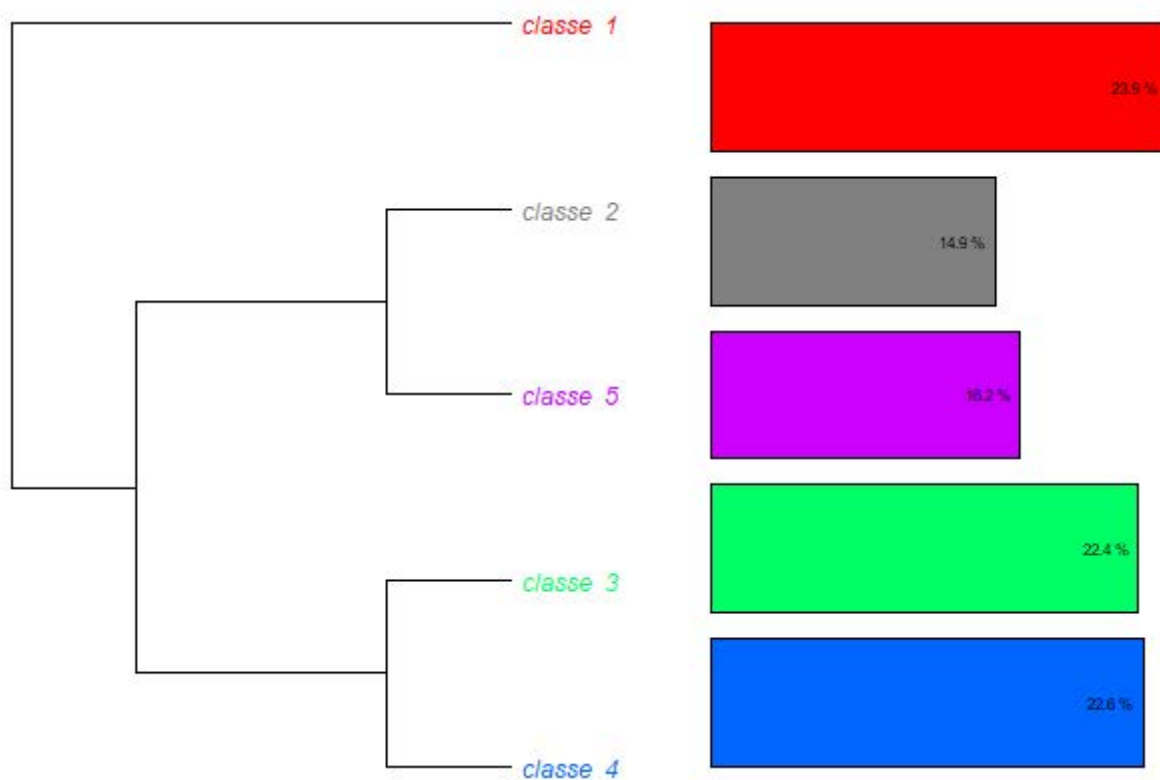 classe 1
23.9 %
classe 2
14.9 %
classe 5
16.2 %
classe 3
22.4 %
classe 4
22.6 %